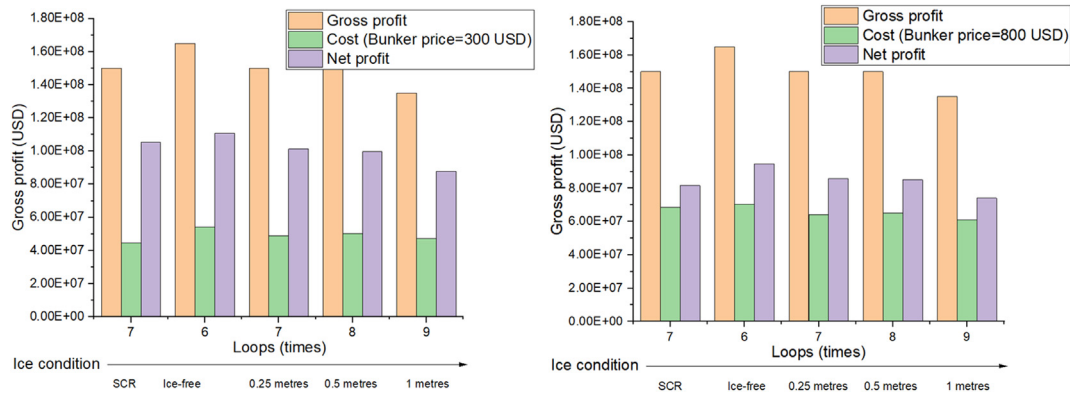 1.80E+08
1.60E+08
1.40E+08
1.20E+08
1.00E+08
8.00E+07
6.00E+07
4.00E+07
2.00E+07
0.00E+00
Gross profit (USD)
Gross profit
Cost (Bunker price=300 USD)
Net profit
7 6 7 8 9
Loops (times)
Ice condition
SCR Ice-free 0.25 metres 0.5 metres 1 metres
1.80E+08
1.60E+08
1.40E+08
1.20E+08
1.00E+08
8.00E+07
6.00E+07
4.00E+07
2.00E+07
0.00E+00
Gross profit (USD)
Gross profit
Cost (Bunker price=800 USD)
Net profit
7 6 7 8 9
Loops (times)
Ice condition
SCR Ice-free 0.25 metres 0.5 metres 1 metres